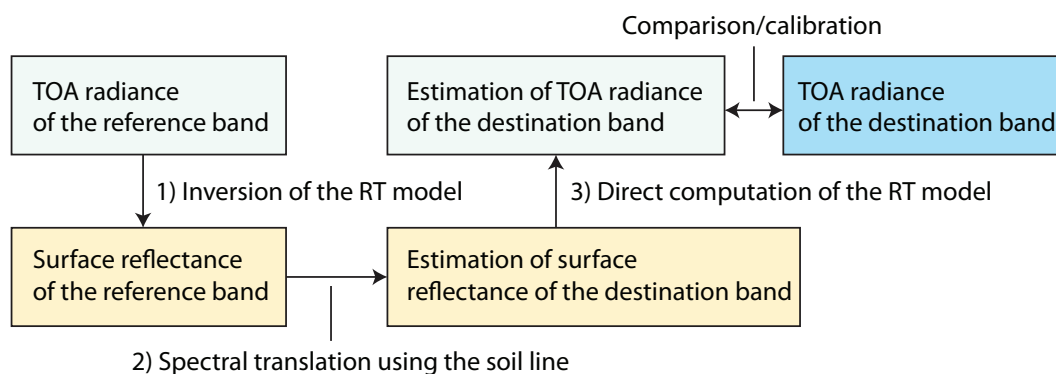 Comparison/calibration
TOA radiance
of the reference band
Estimation of TOA radiance
of the destination band
TOA radiance
of the destination band
1) Inversion of the RT model
3) Direct computation of the RT model
Surface reflectance
of the reference band
Estimation of surface
reflectance of the destination band
2) Spectral translation using the soil line